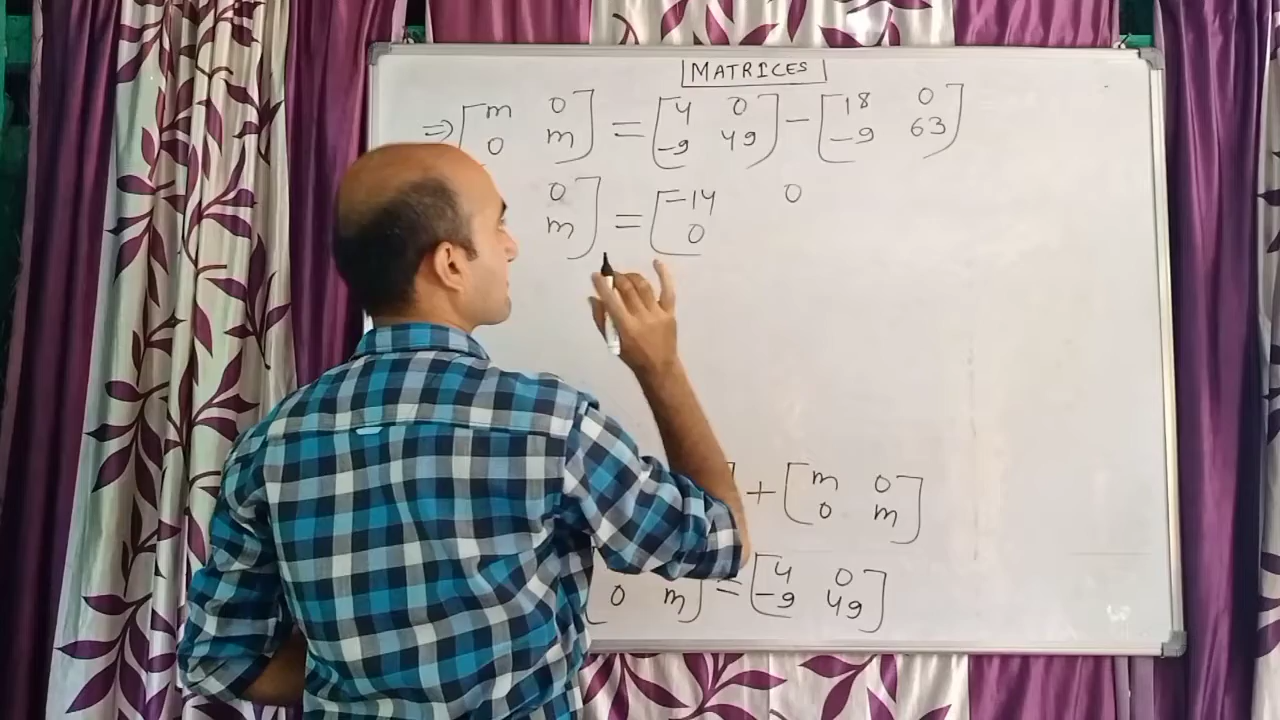 MATRICES
⇒ [m 0] = [4 0] - [18 0]
[0 m] [-9 49] [-9 63]
0] = [-14 0
m] [0
] + [m 0]
[0 m]
= [4 0]
[0 m] [-9 49]